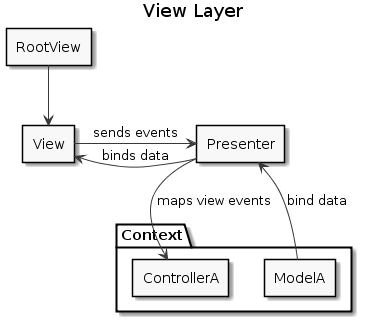 View Layer
RootView
View
sends events
binds data
Presenter
maps view events
bind data
Context
ControllerA
ModelA